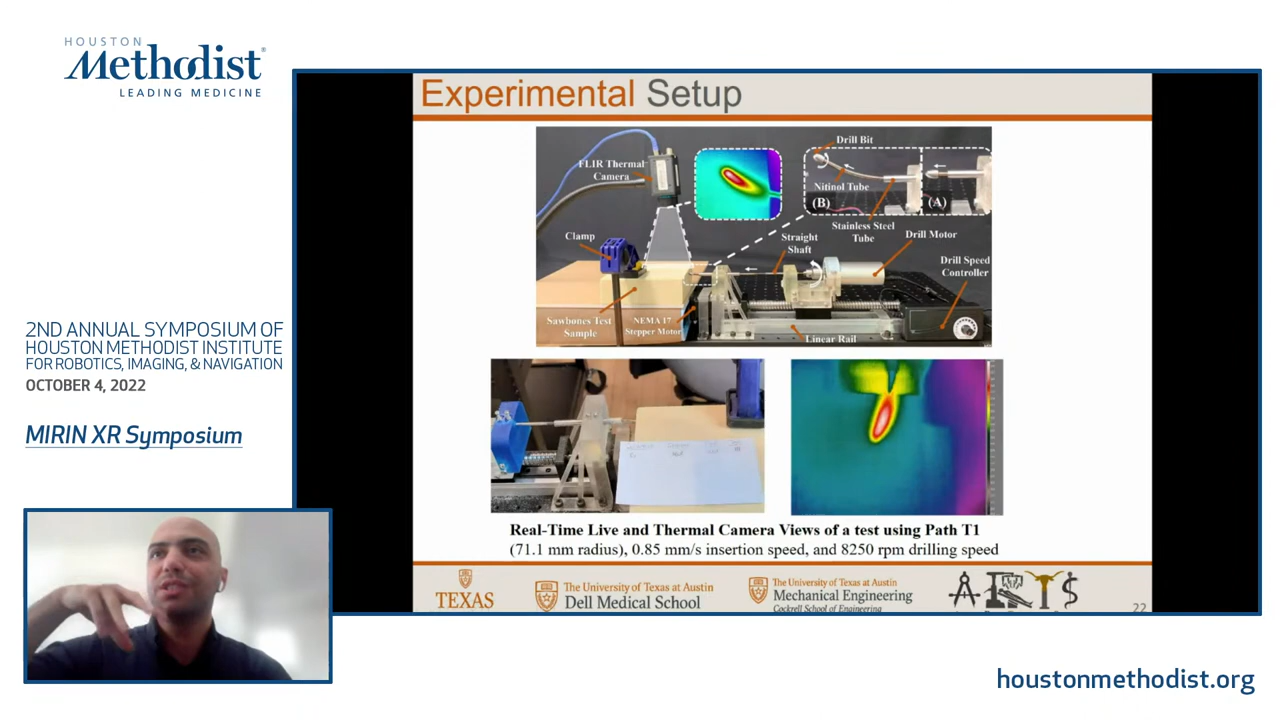 HOUSTON
Methodist
LEADING MEDICINE
2ND ANNUAL SYMPOSIUM OF
HOUSTON METHODIST INSTITUTE
FOR ROBOTICS, IMAGING, & NAVIGATION
OCTOBER 4, 2022
MIRIN XR Symposium
Experimental Setup
FLIR Thermal
Camera
Clamp
Sawbones Test
Sample
NEMA 17
Stepper Motor
Straight
Shaft
Linear Rail
Drill Bit
Nitinol Tube
(B)
(A)
Stainless Steel
Tube
Drill Motor
Drill Speed
Controller
Real-Time Live and Thermal Camera Views of a test using Path T1
(71.1 mm radius), 0.85 mm/s insertion speed, and 8250 rpm drilling speed
TEXAS
The University of Texas at Austin
Dell Medical School
The University of Texas at Austin
Mechanical Engineering
Cockrell School of Engineering
ARTS
22
houstonmethodist.org